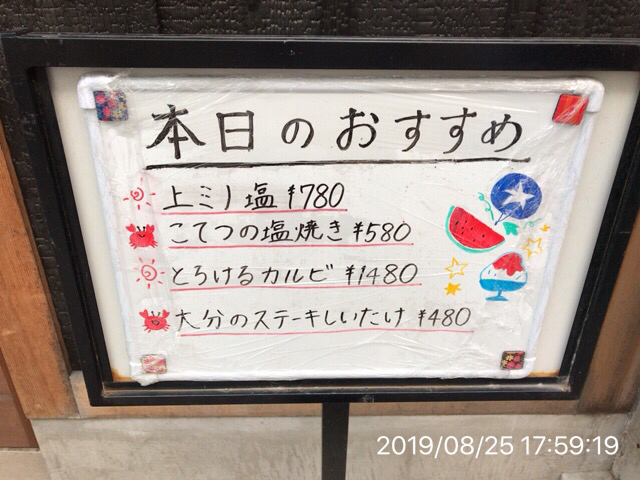 本日のおすすめ
上ミノ塩 ¥780
こてつの塩焼き ¥580
とろけるカルビ ¥1480
大分のステーキしいたけ ¥480
2019/08/25 17:59:19